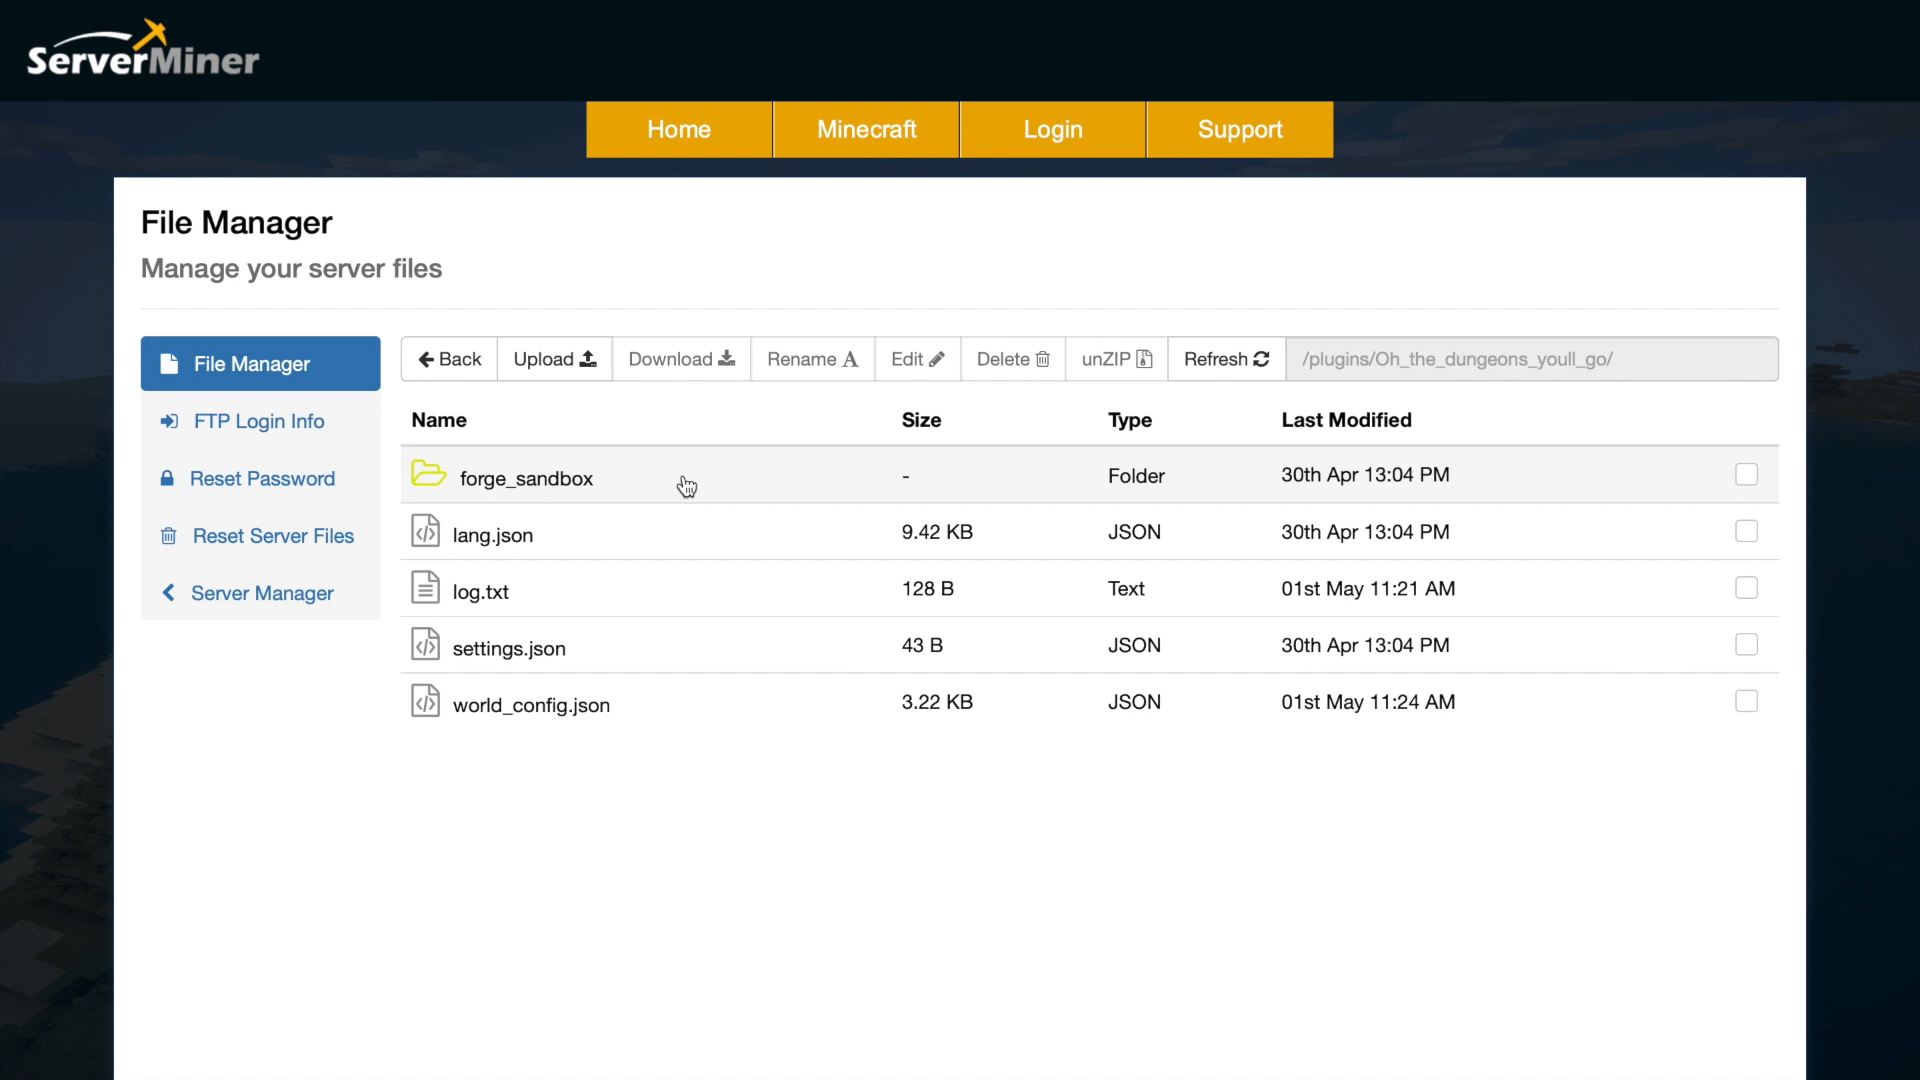 ServerMiner
Home Minecraft Login Support
File Manager
Manage your server files
File Manager
FTP Login Info
Reset Password
Reset Server Files
Server Manager
Back Upload Download Rename Edit Delete unZIP Refresh /plugins/Oh_the_dungeons_youll_go/
Name Size Type Last Modified
forge_sandbox - Folder 30th Apr 13:04 PM
lang.json 9.42 KB JSON 30th Apr 13:04 PM
log.txt 128 B Text 01st May 11:21 AM
settings.json 43 B JSON 30th Apr 13:04 PM
world_config.json 3.22 KB JSON 01st May 11:24 AM